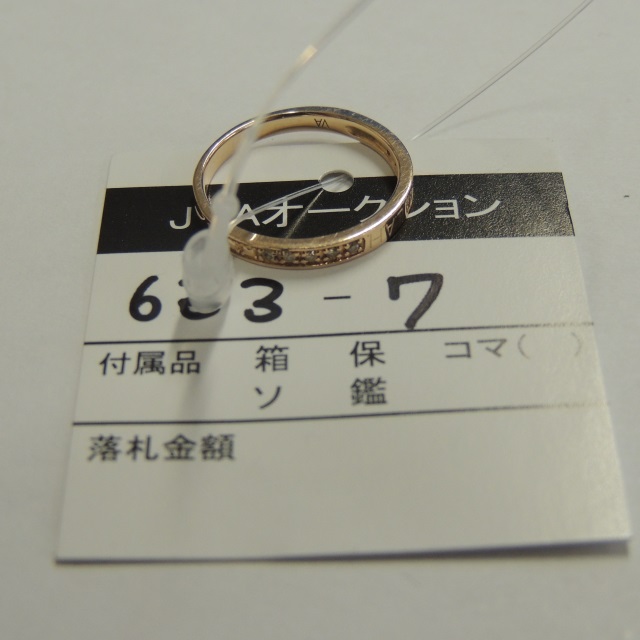 VA
オークション
3 - 7
付属品 箱 保 コマ( )
ソ 鑑
落札金額